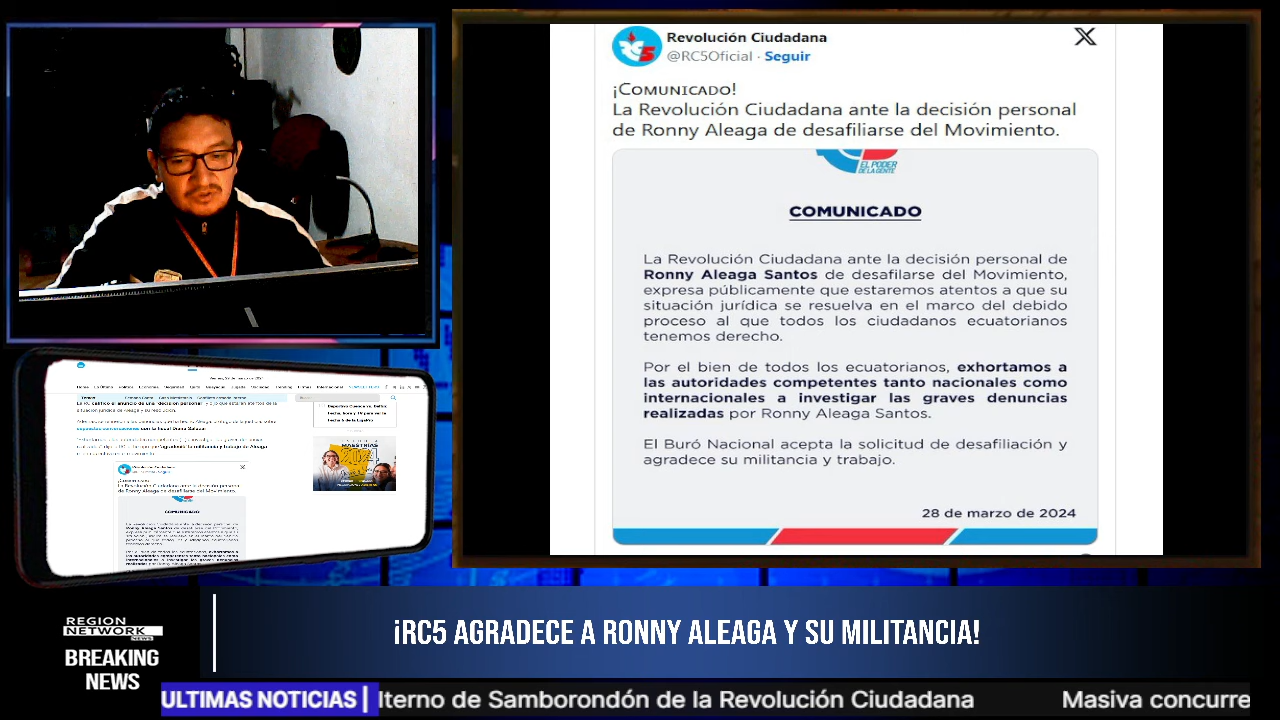 Revolución Ciudadana
@RC5Oficial · Seguir
¡COMUNICADO!
La Revolución Ciudadana ante la decisión personal
de Ronny Aleaga de desafiliarse del Movimiento.
EL PODER
DE LA GENTE
COMUNICADO
La Revolución Ciudadana ante la decisión personal de
Ronny Aleaga Santos de desafilarse del Movimiento,
expresa públicamente que estaremos atentos a que su
situación jurídica se resuelva en el marco del debido
proceso al que todos los ciudadanos ecuatorianos
tenemos derecho.
Por el bien de todos los ecuatorianos, exhortamos a
las autoridades competentes tanto nacionales como
internacionales a investigar las graves denuncias
realizadas por Ronny Aleaga Santos.
El Buró Nacional acepta la solicitud de desafiliación y
agradece su militancia y trabajo.
28 de marzo de 2024
COMUNICADO
MAESTRÍAS
REGION
NETWORK
NEWS
BREAKING
NEWS
¡RC5 AGRADECE A RONNY ALEAGA Y SU MILITANCIA!
ULTIMAS NOTICIAS | lterno de Samborondón de la Revolución Ciudadana Masiva concurre